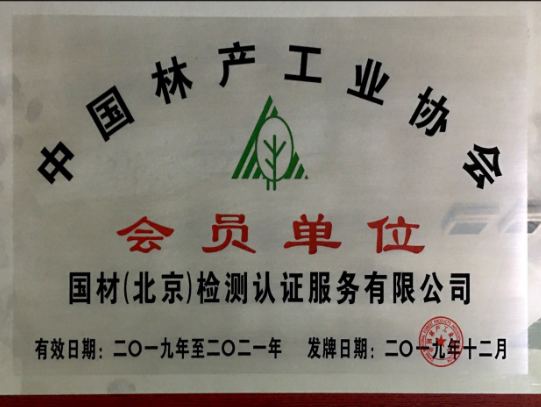 中国林产工业协会
会员单位
国材(北京)检测认证服务有限公司
有效日期：二〇一九年至二〇二一年 发牌日期：二〇一九年十二月